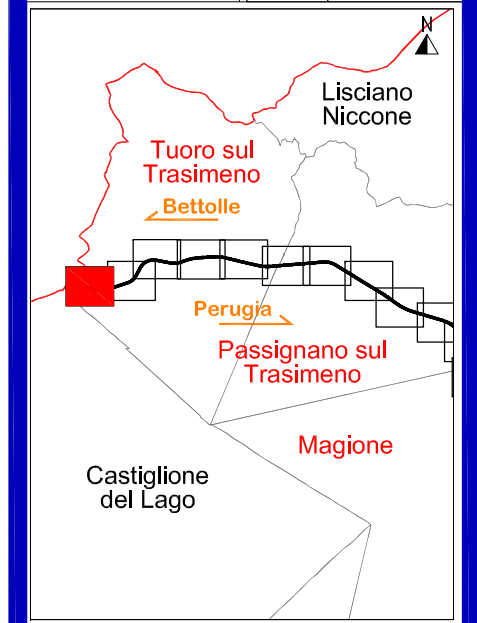 N
Lisciano
Niccone
Tuoro sul
Trasimeno
Bettolle
Perugia
Passignano sul
Trasimeno
Magione
Castiglione
del Lago